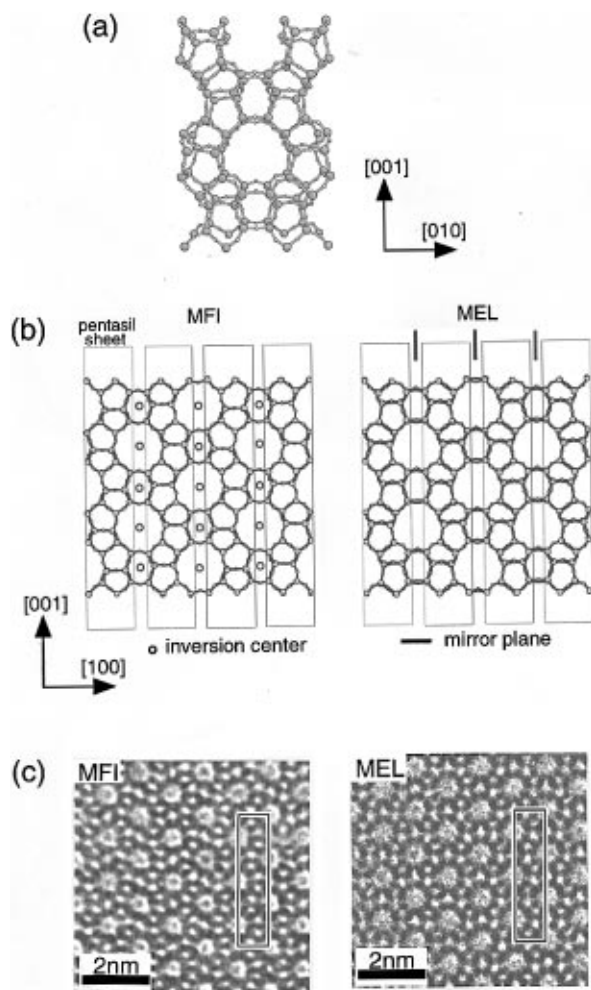 (a)
[001]
[010]
(b)
MFI
MEL
pentasil
sheet
[001]
[100]
inversion center
mirror plane
(c)
MFI
MEL
2nm
2nm